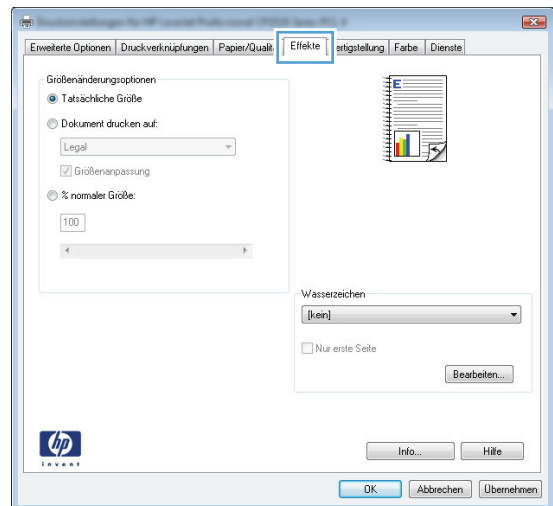 Erweiterte Optionen Druckverknüpfungen Papier/Qualit Effekte ertigstellung Farbe Dienste
Größenänderungsoptionen
Tatsächliche Größe
Dokument drucken auf:
Legal
Größenanpassung
% normaler Größe:
100
E
Wasserzeichen
[kein]
Nur erste Seite
Bearbeiten...
hp
invent
Info... Hilfe
OK Abbrechen Übernehmen